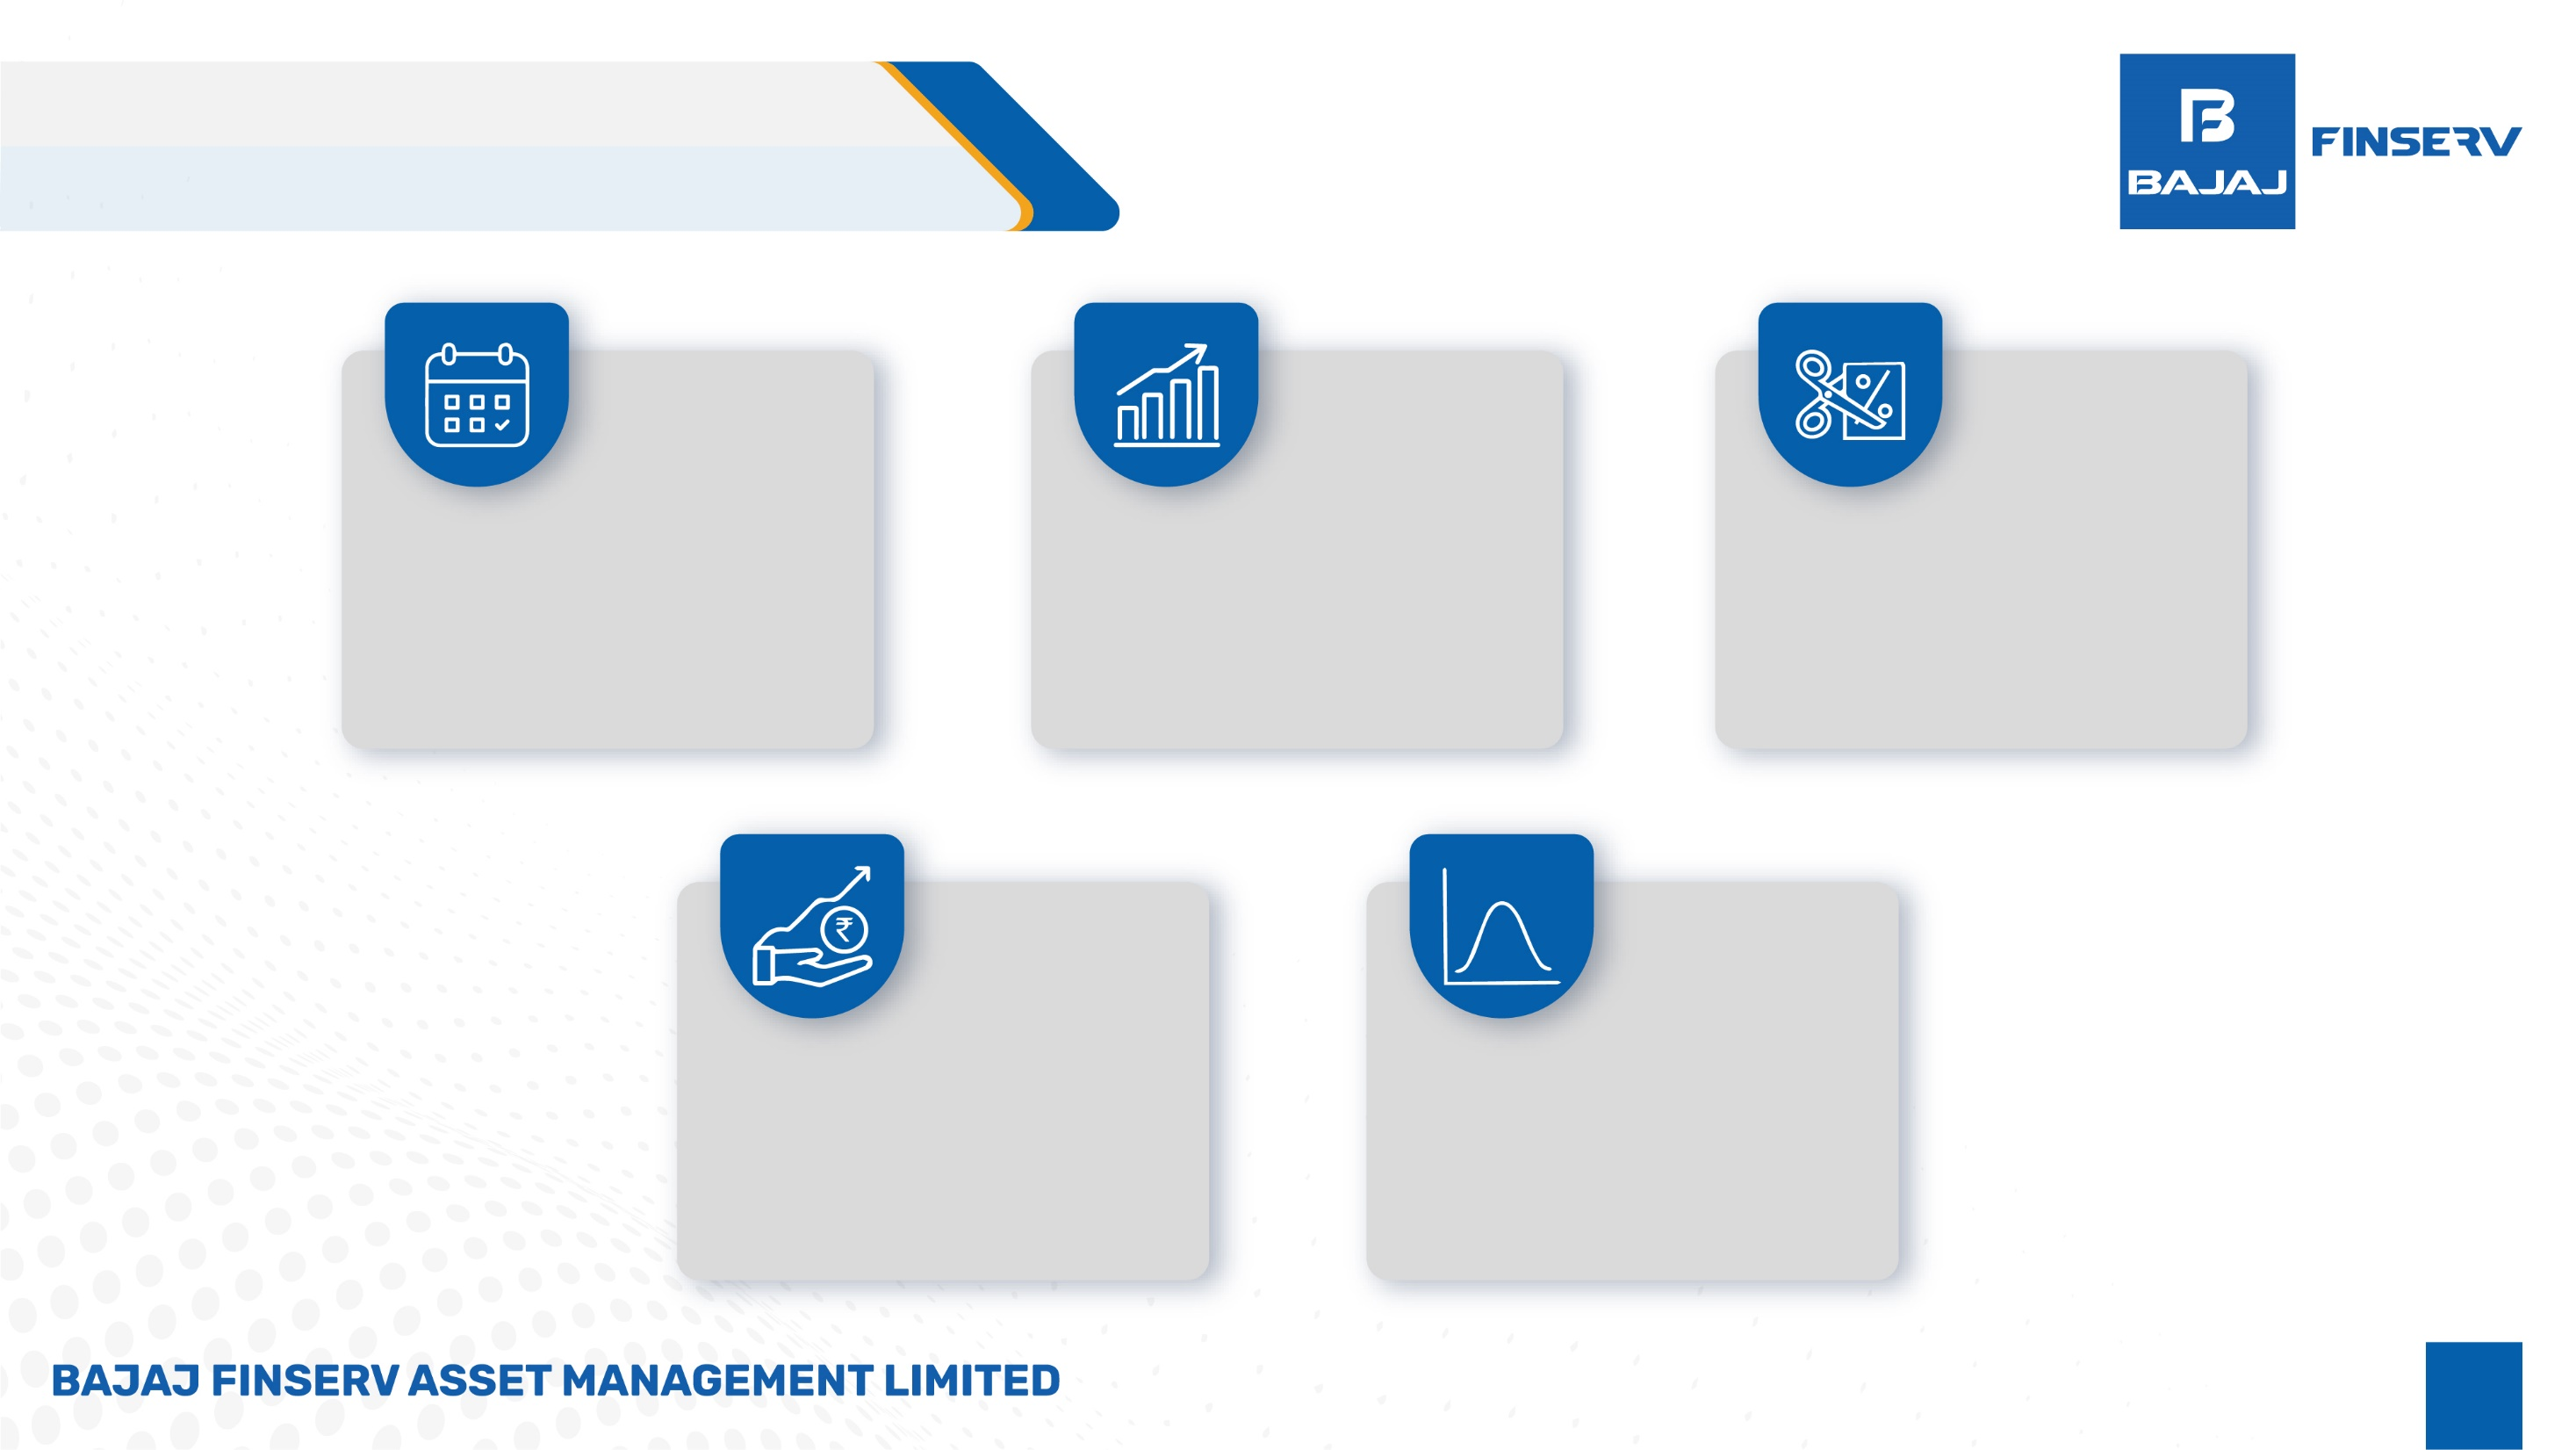 BAJAJ
FINSERV
₹
BAJAJ FINSERV ASSET MANAGEMENT LIMITED